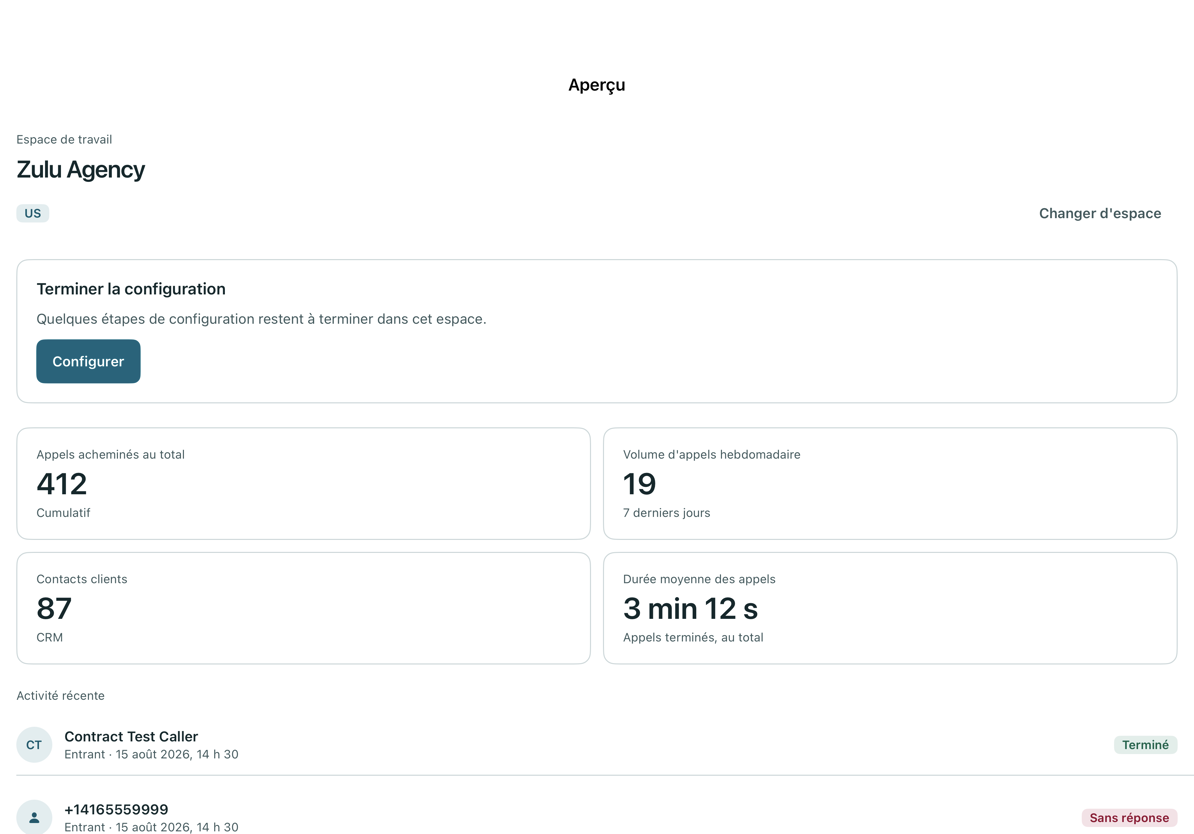 Aperçu
Espace de travail
Zulu Agency
US
Changer d'espace
Terminer la configuration
Quelques étapes de configuration restent à terminer dans cet espace.
Configurer
Appels acheminés au total
412
Cumulatif
Volume d'appels hebdomadaire
19
7 derniers jours
Contacts clients
87
CRM
Durée moyenne des appels
3 min 12 s
Appels terminés, au total
Activité récente
CT
Contract Test Caller
Entrant · 15 août 2026, 14 h 30
Terminé
+14165559999
Entrant · 15 août 2026, 14 h 30
Sans réponse